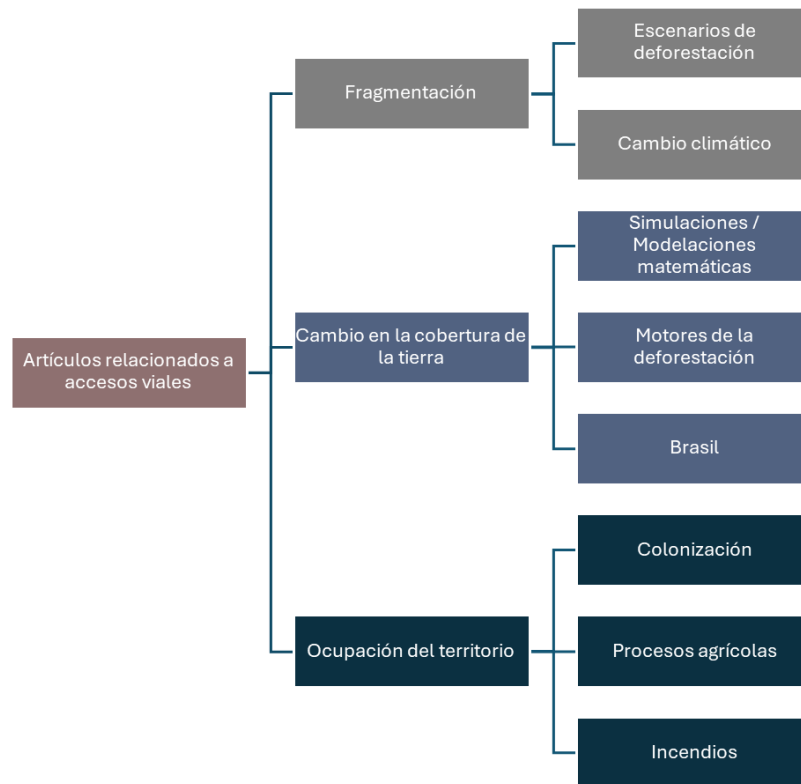 Artículos relacionados a
accesos viales
Fragmentación
Escenarios de
deforestación
Cambio climático
Cambio en la cobertura de
la tierra
Simulaciones /
Modelaciones
matemáticas
Motores de la
deforestación
Brasil
Ocupación del territorio
Colonización
Procesos agrícolas
Incendios